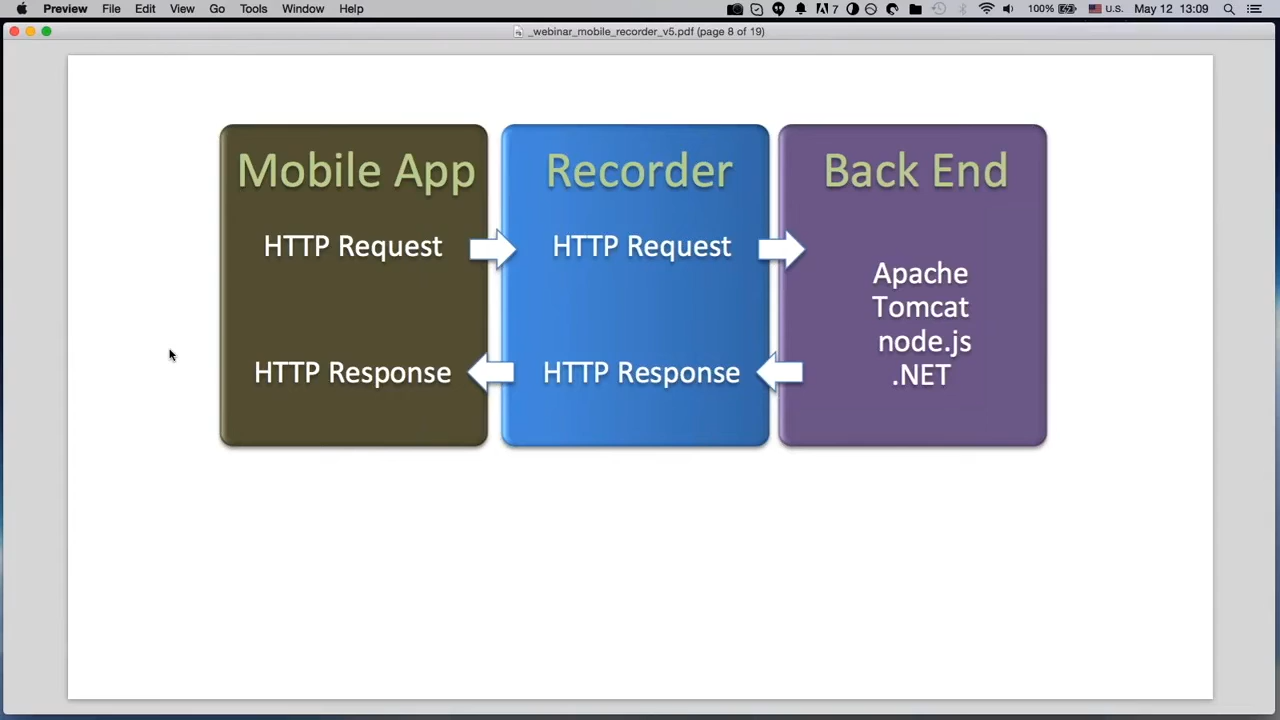 Preview File Edit View Go Tools Window Help 7 100% U.S. May 12 13:09
_webinar_mobile_recorder_v5.pdf (page 8 of 19)
Mobile App
HTTP Request
HTTP Response
Recorder
HTTP Request
HTTP Response
Back End
Apache
Tomcat
node.js
.NET